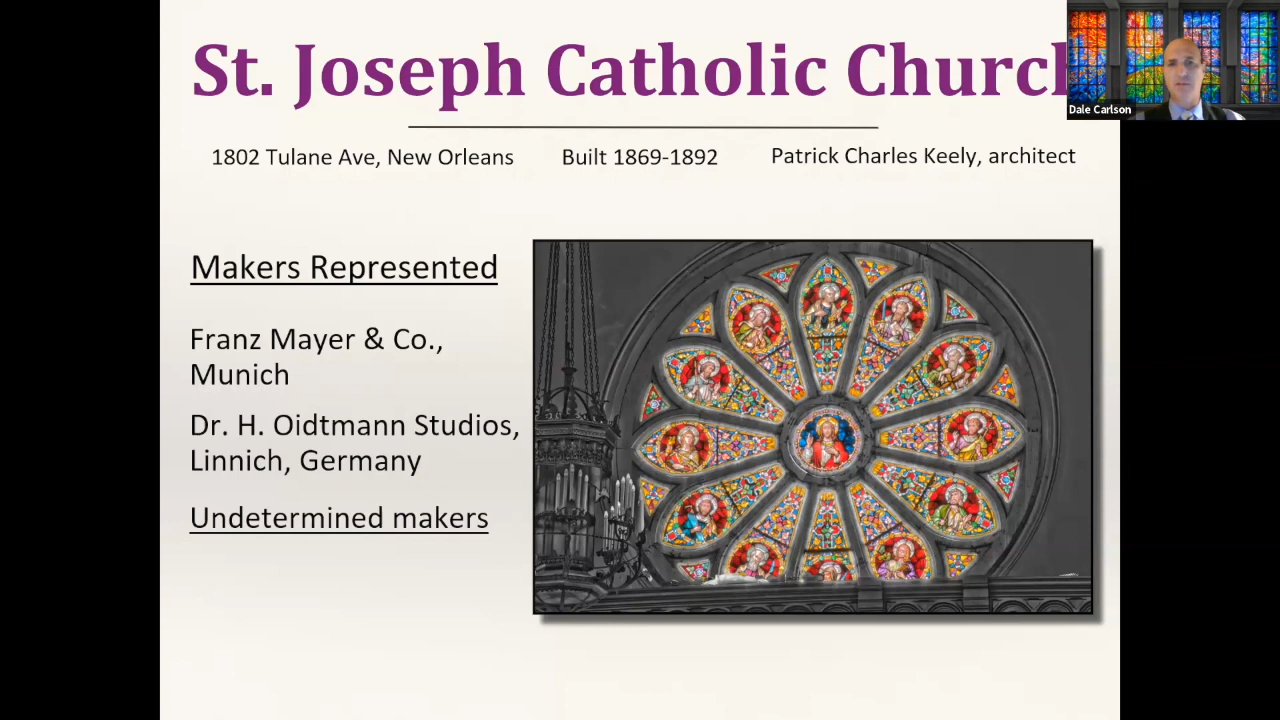 St. Joseph Catholic Church
Dale Carlson
1802 Tulane Ave, New Orleans Built 1869-1892 Patrick Charles Keely, architect
Makers Represented
Franz Mayer & Co.,
Munich
Dr. H. Oidtmann Studios,
Linnich, Germany
Undetermined makers